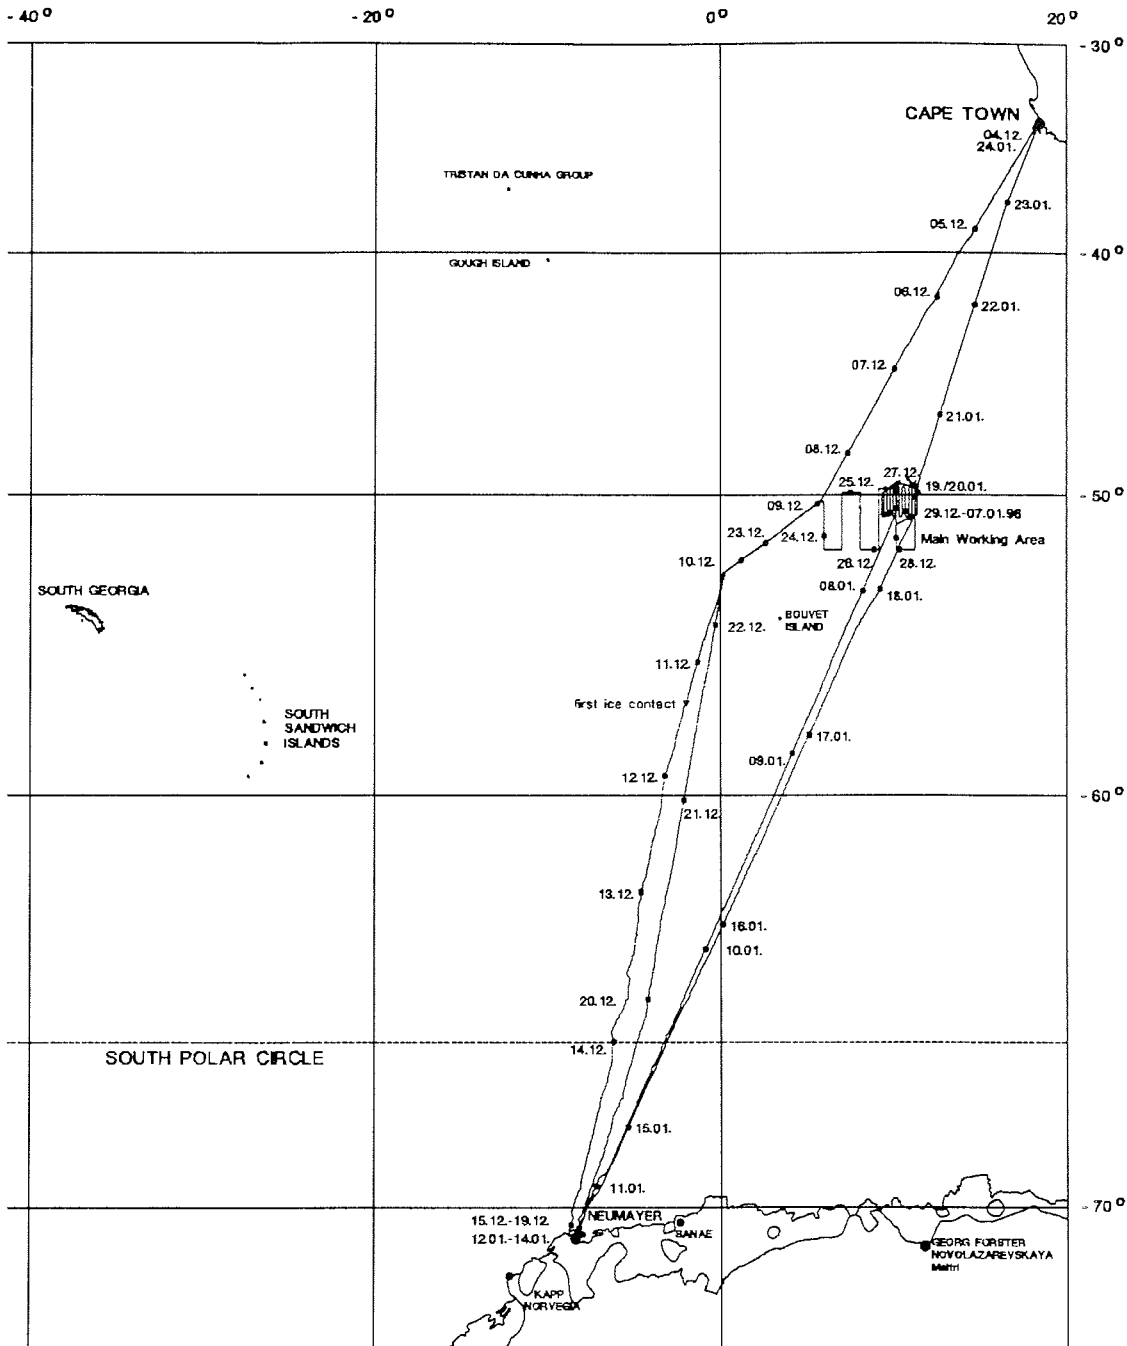 - 40°
- 20°
0°
20°
- 30°
CAPE TOWN
04.12.
24.01.
TRISTAN DA CUNHA GROUP
23.01.
05.12.
- 40°
GOUGH ISLAND
06.12.
22.01.
07.12.
21.01.
08.12.
27.12.
25.12.
19./20.01.
- 50°
09.12.
29.12.-07.01.96
23.12.
24.12.
Main Working Area
10.12.
26.12.
28.12.
08.01.
18.01.
SOUTH GEORGIA
BOUVET
ISLAND
22.12.
11.12.
first ice contact
SOUTH
SANDWICH
ISLANDS
17.01.
09.01.
12.12.
- 60°
21.12.
13.12.
16.01.
10.01.
20.12.
14.12.
SOUTH POLAR CIRCLE
15.01.
11.01.
- 70°
15.12.-19.12.
NEUMAYER
12.01.-14.01.
SANAE
GEORG FORSTER
NOVOLAZAREVSKAYA
Maitri
KAPP
NORVEGIA